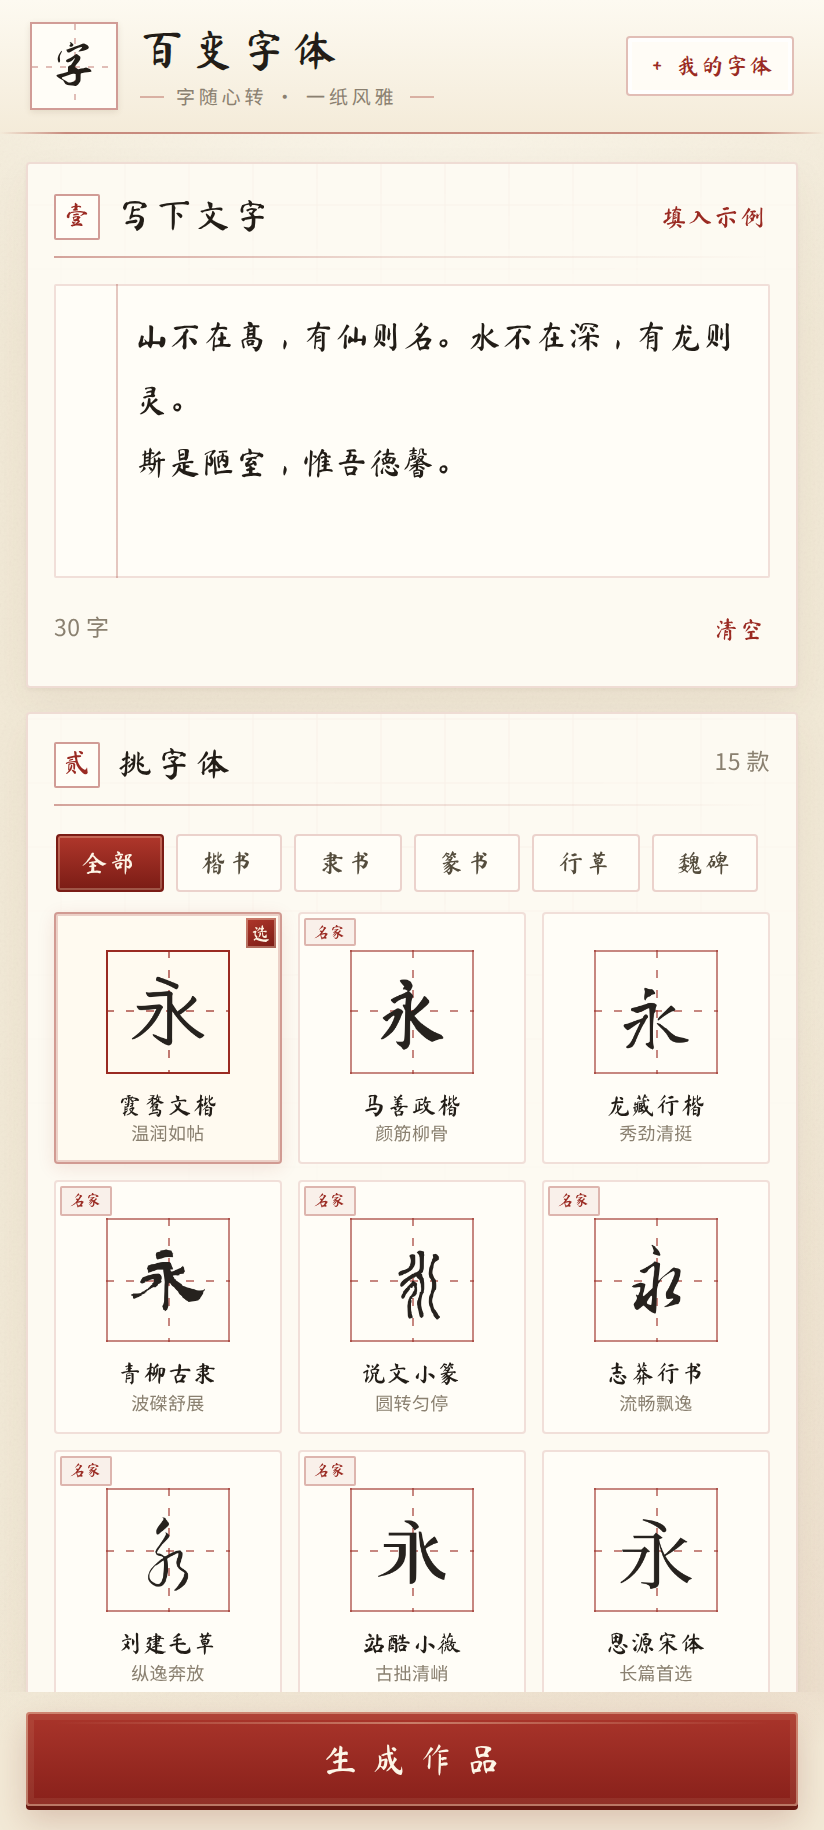 字
百变字体
字随心转 · 一纸风雅
+ 我的字体
壹 写下文字
填入示例
山不在高，有仙则名。水不在深，有龙则
灵。
斯是陋室，惟吾德馨。
30 字
清空
贰 挑字体
15 款
全部 楷书 隶书 篆书 行草 魏碑
选 名家
永 永 永
霞鹜文楷 马善政楷 龙藏行楷
温润如帖 颜筋柳骨 秀劲清挺
名家 名家 名家
永 永 永
青柳古隶 说文小篆 志莽行书
波磔舒展 圆转匀停 流畅飘逸
名家 名家
永 永 永
刘建毛草 站酷小薇 思源宋体
纵逸奔放 古拙清峭 长篇首选
生成作品